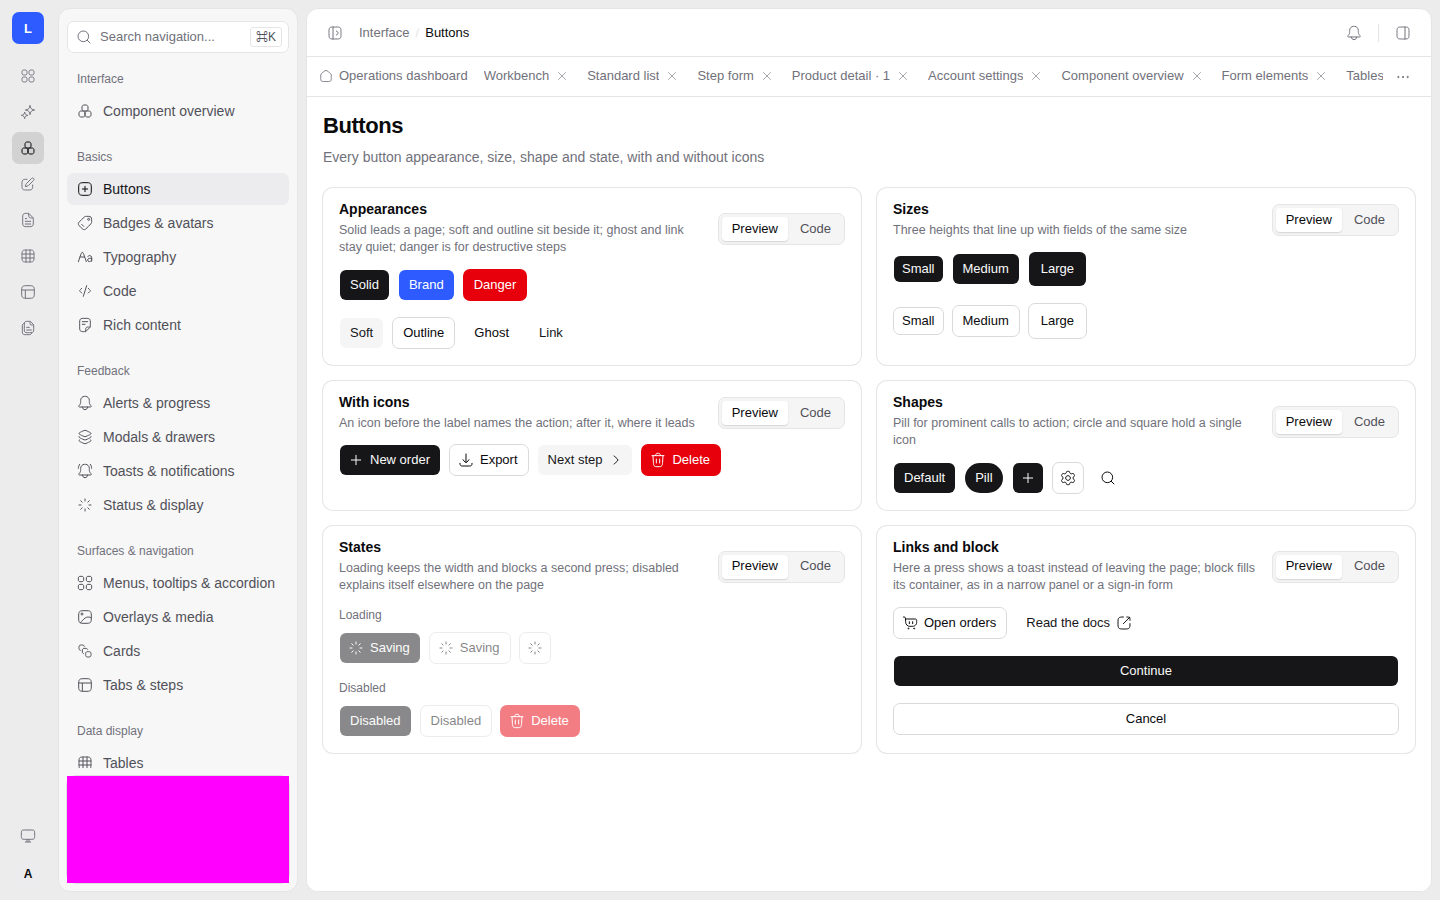 L
Search navigation...
⌘K
Interface
Component overview
Basics
Buttons
Badges & avatars
Typography
Code
Rich content
Feedback
Alerts & progress
Modals & drawers
Toasts & notifications
Status & display
Surfaces & navigation
Menus, tooltips & accordion
Overlays & media
Cards
Tabs & steps
Data display
Tables
A
Interface / Buttons
Operations dashboard Workbench Standard list Step form Product detail · 1 Account settings Component overview Form elements Tables
Buttons
Every button appearance, size, shape and state, with and without icons
Appearances
Solid leads a page; soft and outline sit beside it; ghost and link
stay quiet; danger is for destructive steps
Preview Code
Solid Brand Danger
Soft Outline Ghost Link
Sizes
Three heights that line up with fields of the same size
Preview Code
Small Medium Large
Small Medium Large
With icons
An icon before the label names the action; after it, where it leads
Preview Code
New order Export Next step Delete
Shapes
Pill for prominent calls to action; circle and square hold a single
icon
Preview Code
Default Pill
States
Loading keeps the width and blocks a second press; disabled
explains itself elsewhere on the page
Preview Code
Loading
Saving Saving
Disabled
Disabled Disabled Delete
Links and block
Here a press shows a toast instead of leaving the page; block fills
its container, as in a narrow panel or a sign-in form
Preview Code
Open orders Read the docs
Continue
Cancel